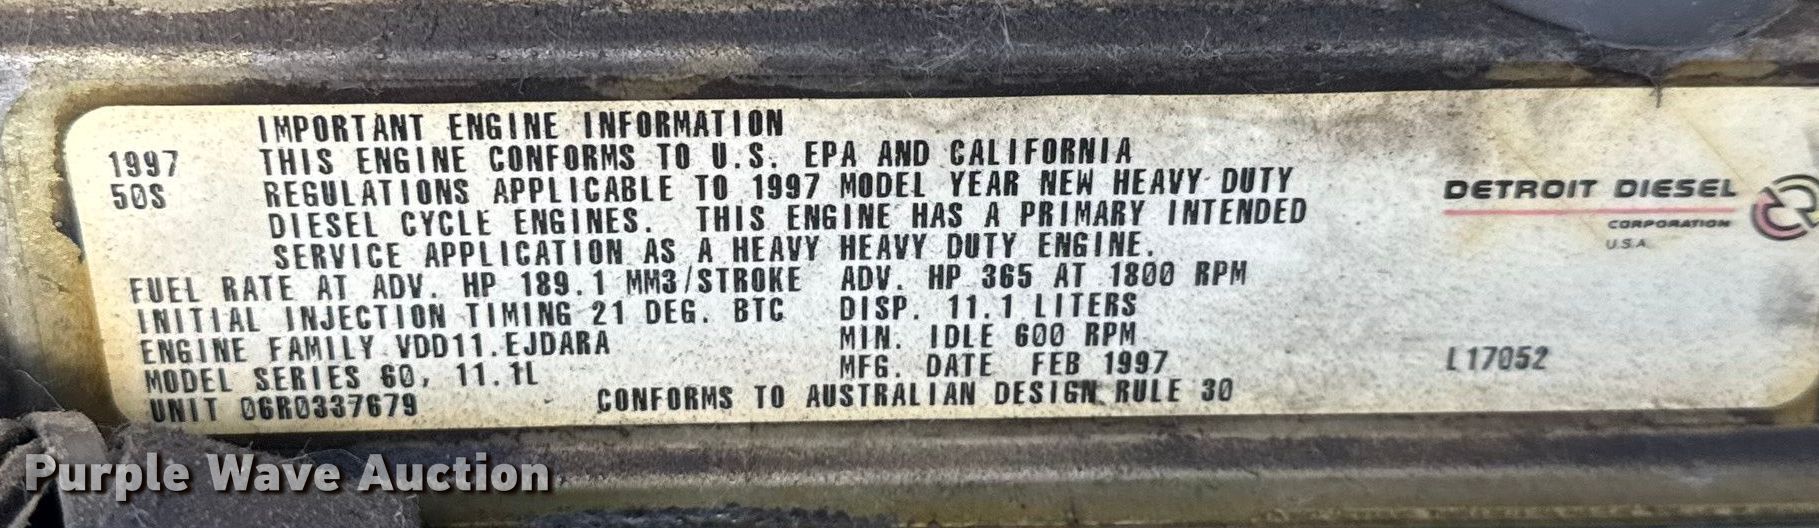 IMPORTANT ENGINE INFORMATION
1997 THIS ENGINE CONFORMS TO U.S. EPA AND CALIFORNIA
50S REGULATIONS APPLICABLE TO 1997 MODEL YEAR NEW HEAVY DUTY
DIESEL CYCLE ENGINES. THIS ENGINE HAS A PRIMARY INTENDED
SERVICE APPLICATION AS A HEAVY HEAVY DUTY ENGINE.
FUEL RATE AT ADV. HP 189.1 MM3/STROKE ADV. HP 365 AT 1800 RPM
INITIAL INJECTION TIMING 21 DEG. BTC DISP. 11.1 LITERS
ENGINE FAMILY VDD11.EJDARA MIN. IDLE 600 RPM
MODEL SERIES 60, 11.1L MFG. DATE FEB 1997
UNIT 06R0337679 CONFORMS TO AUSTRALIAN DESIGN RULE 30
DETROIT DIESEL
CORPORATION
U.S.A.
L17052
Purple Wave Auction